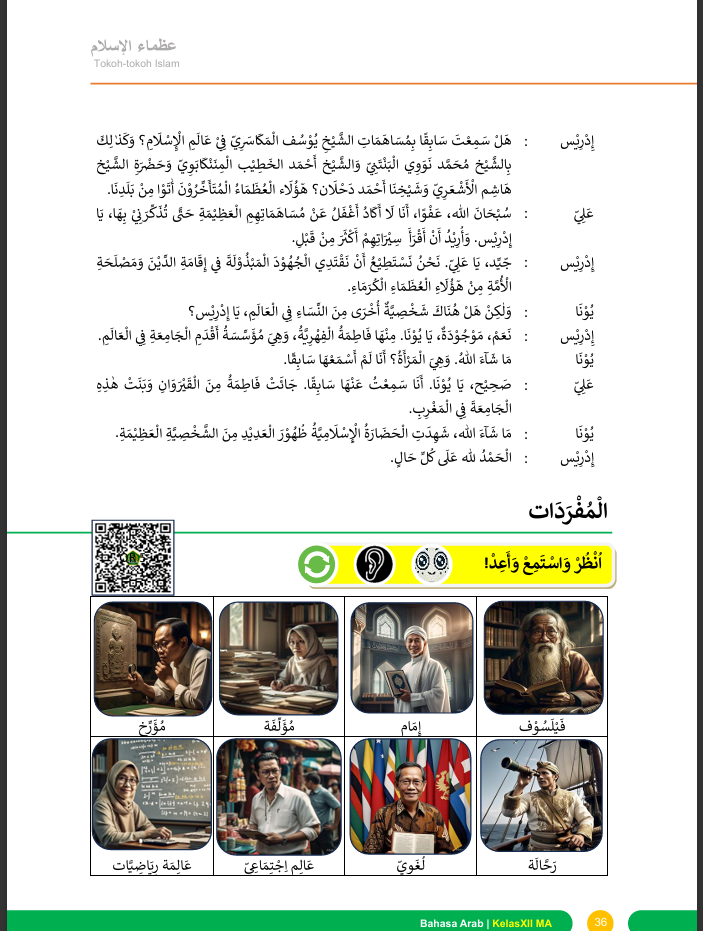 عظماء الإسلام
Tokoh-tokoh Islam
إِدْرِيْس : هَلْ سَمِعْتَ سَابِقًا بِمُسَاهَمَاتِ الشَّيْخِ يُوْسُف الْمَكَاسَرِيّ فِيْ عَالَمِ الْإِسْلَامِ؟ وَكَذٰلِكَ
بِالشَّيْخ مُحَمَّد نَوَوِي الْبَنْتَنِيّ وَالشَّيْخ أَحْمَد الخَطِيْب الْمِنَنْكَابَوِيّ وَحَضْرَةِ الشَّيْخ
هَاشِم الْأَشْعَرِيّ وَشَيْخِنَا أَحْمَد دَحْلَان؟ هَؤُلَاء الْعُظَمَاءُ الْمُتَأَخِّرُوْنَ أَتَوْا مِنْ بَلَدِنَا.
عَلِيّ : سُبْحَانَ الله، عَفْوًا، أَنَا لَا أَكَادُ أَغْفَلُ عَنْ مُسَاهَمَاتِهِمِ الْعَظِيْمَةِ حَتَّى تُذَكِّرَنِيْ بِهَا، يَا
إِدْرِيْس. وَأُرِيْدُ أَنْ أَقْرَأَ سِيْرَاتِهِمْ أَكْثَرَ مِنْ قَبْلِ.
إِدْرِيْس : جَيِّد، يَا عَلِيّ. نَحْنُ نَسْتَطِيْعُ أَنْ نَقْتَدِي الْجُهُوْدَ الْمَبْذُوْلَةَ فِي إِقَامَةِ الدِّيْنَ وَمَصْلَحَةِ
الْأُمَّةِ مِنْ هَؤُلَاءِ الْعُظَمَاءِ الْكُرَمَاءِ.
يُوْنَا : وَلٰكِنْ هَلْ هُنَاكَ شَخْصِيَّةٌ أُخْرَى مِنَ النِّسَاءِ فِي الْعَالَمِ، يَا إِدْرِيْس؟
إِدْرِيْس : نَعَمْ، مَوْجُوْدَةٌ، يَا يُوْنَا. مِنْهَا فَاطِمَةُ الْفِهْرِيَّةُ، وَهِيَ مُؤَسِّسَةُ أَقْدَمِ الْجَامِعَةِ فِي الْعَالَمِ.
يُوْنَا : مَا شَآءَ اللهُ. وَهِيَ الْمَرْأَةُ؟ أَنَا لَمْ أَسْمَعْهَا سَابِقًا.
عَلِيّ : صَحِيْح، يَا يُوْنَا. أَنَا سَمِعْتُ عَنْهَا سَابِقًا. جَائَتْ فَاطِمَةُ مِنَ الْقَيْرَوَانِ وَبَنَتْ هٰذِهِ
الْجَامِعَةَ فِي الْمَغْرِبِ.
يُوْنَا : مَا شَآءَ الله، شَهِدَتِ الْحَضَارَةُ الْإِسْلَامِيَّةُ ظُهُوْرَ الْعَدِيْدِ مِنَ الشَّخْصِيَّةِ الْعَظِيْمَةِ.
إِدْرِيْس : الْحَمْدُ لله عَلَى كُلِّ حَالٍ.
الْمُفْرَدَات
اُنْظُرْ وَاسْتَمِعْ وَأَعِدْ!
فَيْلَسُوْف
إِمَام
مُؤَلِّفَة
مُؤَرِّخ
رَحَّالَة
لُغَوِيّ
عَالِم اِجْتِمَاعِيّ
عَالِمَة رِيَاضِيَّات
Bahasa Arab | KelasXII MA
36